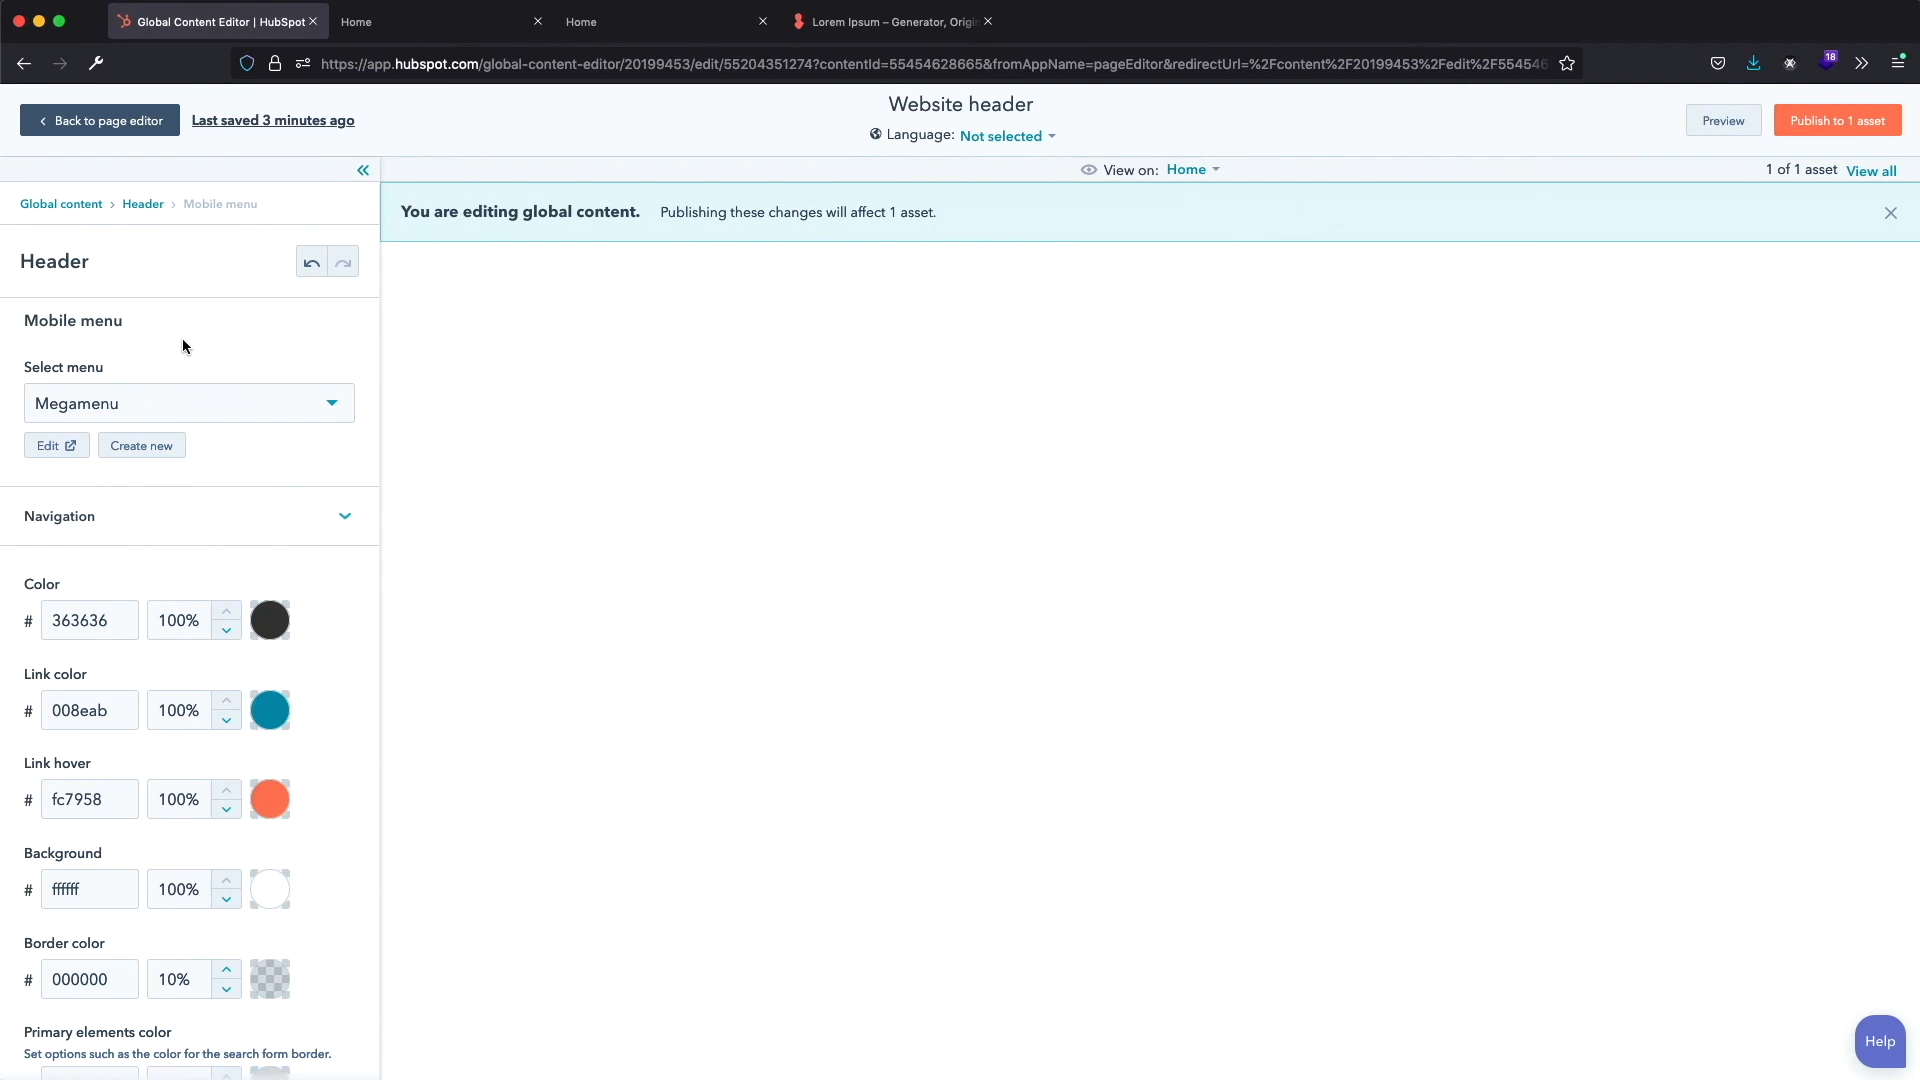 Global Content Editor | HubSpot
Home
Home
Lorem Ipsum – Generator, Origi
https://app.hubspot.com/global-content-editor/20199453/edit/55204351274?contentId=55454628665&fromAppName=pageEditor&redirectUrl=%2Fcontent%2F20199453%2Fedit%2F555454 6
18
Back to page editor
Last saved 3 minutes ago
Website header
Language: Not selected
Preview
Publish to 1 asset
View on: Home
1 of 1 asset View all
Global content › Header › Mobile menu
You are editing global content. Publishing these changes will affect 1 asset.
Header
Mobile menu
Select menu
Megamenu
Edit
Create new
Navigation
Color
# 363636 100%
Link color
# 008eab 100%
Link hover
# fc7958 100%
Background
# ffffff 100%
Border color
# 000000 10%
Primary elements color
Set options such as the color for the search form border.
Help